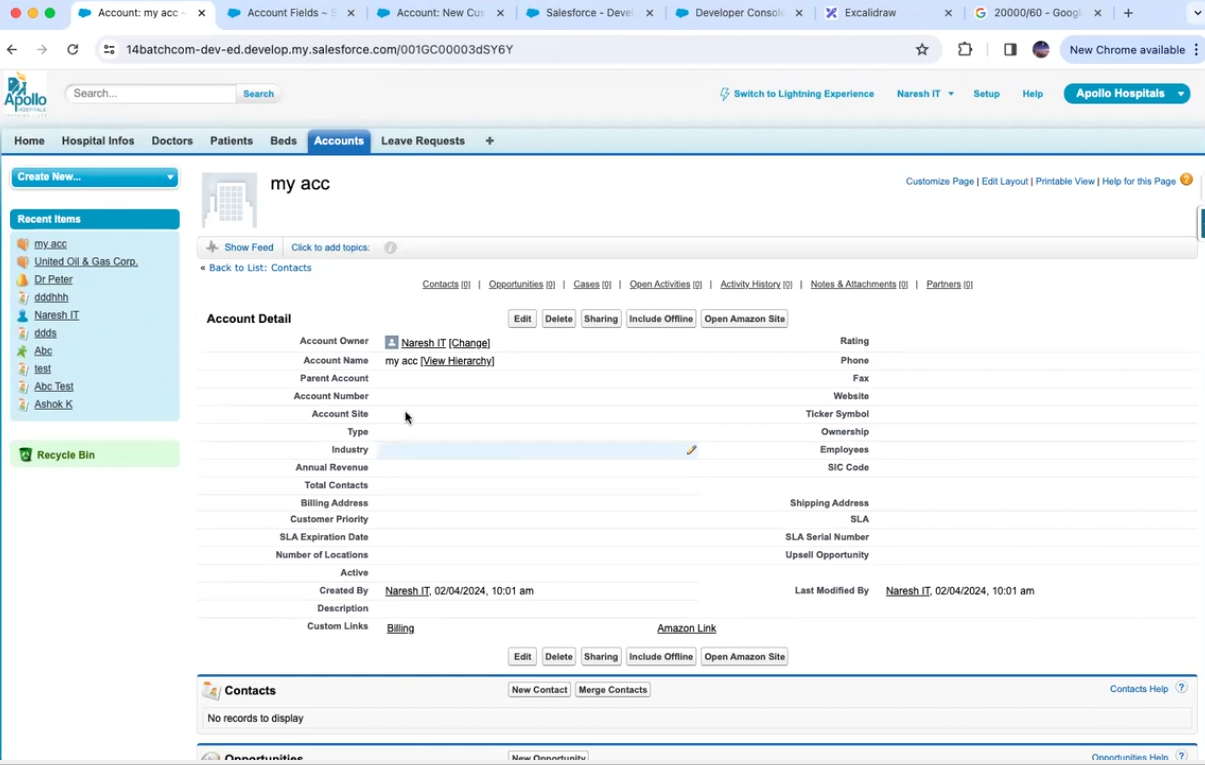 Account: my acc ~
Account Fields ~ S
Account: New Cus
Salesforce - Devel
Developer Console
Excalidraw
20000/60 - Googl
14batchcom-dev-ed.develop.my.salesforce.com/001GC00003dSY6Y
New Chrome available
Apollo
HOSPITALS
Search...
Search
Switch to Lightning Experience
Naresh IT
Setup
Help
Apollo Hospitals
Home
Hospital Infos
Doctors
Patients
Beds
Accounts
Leave Requests
Create New...
Recent Items
my acc
United Oil & Gas Corp.
Dr Peter
dddhhh
Naresh IT
ddds
Abc
test
Abc Test
Ashok K
Recycle Bin
my acc
Customize Page | Edit Layout | Printable View | Help for this Page
Show Feed
Click to add topics:
« Back to List: Contacts
Contacts [0] | Opportunities [0] | Cases [0] | Open Activities [0] | Activity History [0] | Notes & Attachments [0] | Partners [0]
Account Detail
Edit Delete Sharing Include Offline Open Amazon Site
Account Owner Naresh IT [Change] Rating
Account Name my acc [View Hierarchy] Phone
Parent Account Fax
Account Number Website
Account Site Ticker Symbol
Type Ownership
Industry Employees
Annual Revenue SIC Code
Total Contacts
Billing Address Shipping Address
Customer Priority SLA
SLA Expiration Date SLA Serial Number
Number of Locations Upsell Opportunity
Active
Created By Naresh IT, 02/04/2024, 10:01 am Last Modified By Naresh IT, 02/04/2024, 10:01 am
Description
Custom Links Billing Amazon Link
Edit Delete Sharing Include Offline Open Amazon Site
Contacts New Contact Merge Contacts Contacts Help ?
No records to display
Opportunities New Opportunity Opportunities Help ?